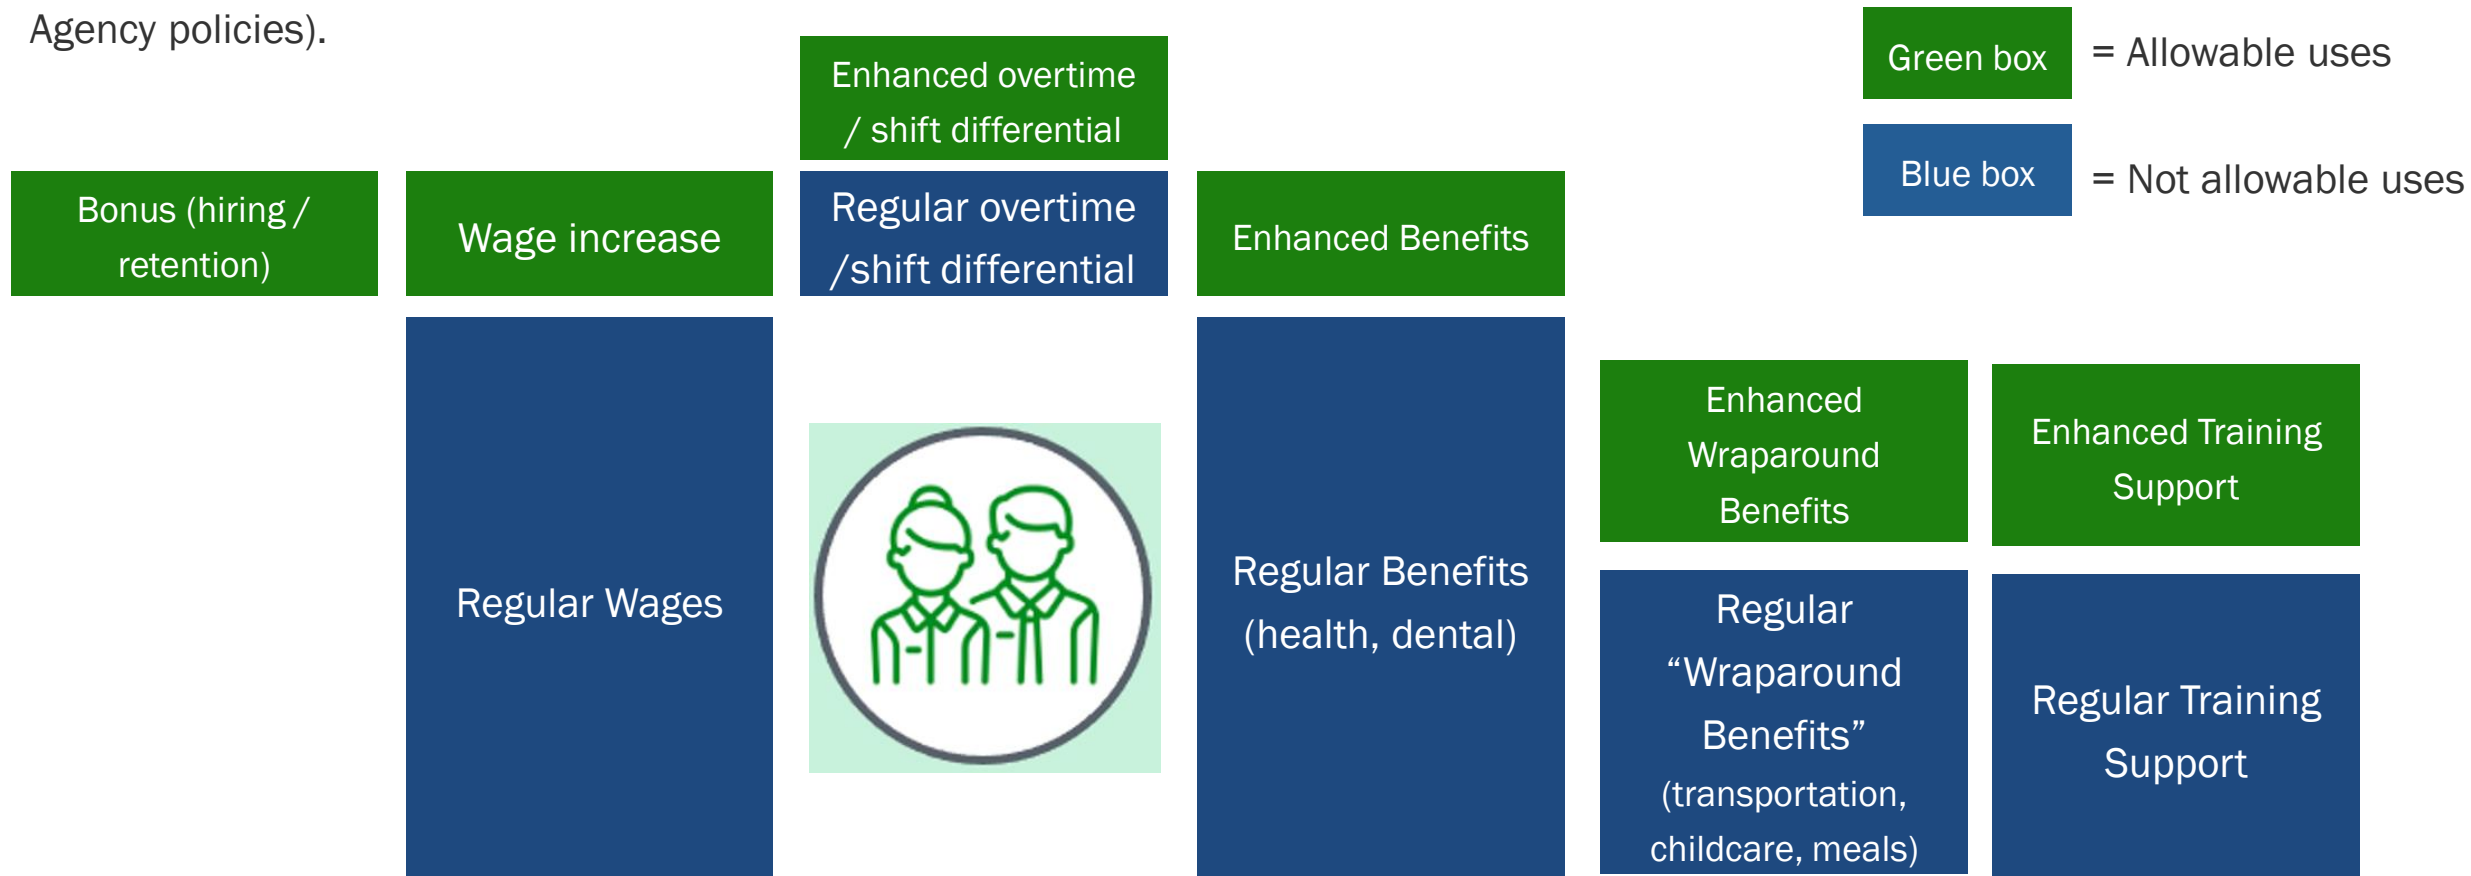 Agency policies).
Green box
= Allowable uses
Blue box
= Not allowable uses
Enhanced overtime
/ shift differential
Bonus (hiring /
retention)
Wage increase
Regular overtime
/shift differential
Enhanced Benefits
Regular Wages
Regular Benefits
(health, dental)
Enhanced
Wraparound
Benefits
Enhanced Training
Support
Regular
“Wraparound
Benefits”
(transportation,
childcare, meals)
Regular Training
Support